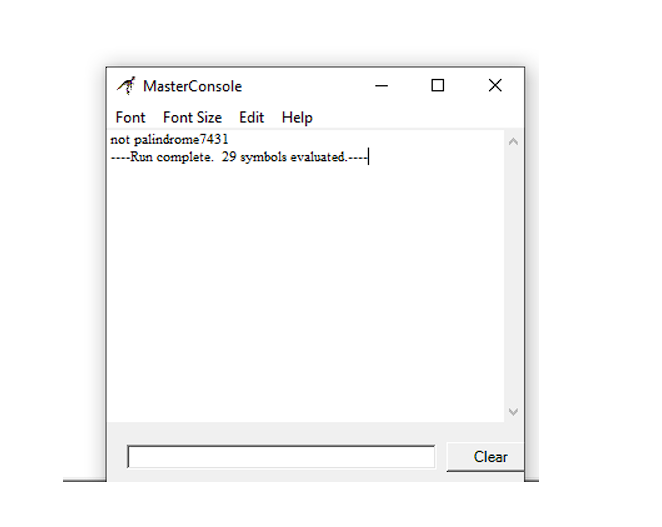 MasterConsole
Font Font Size Edit Help
not palindrome7431
----Run complete.  29 symbols evaluated.----
Clear